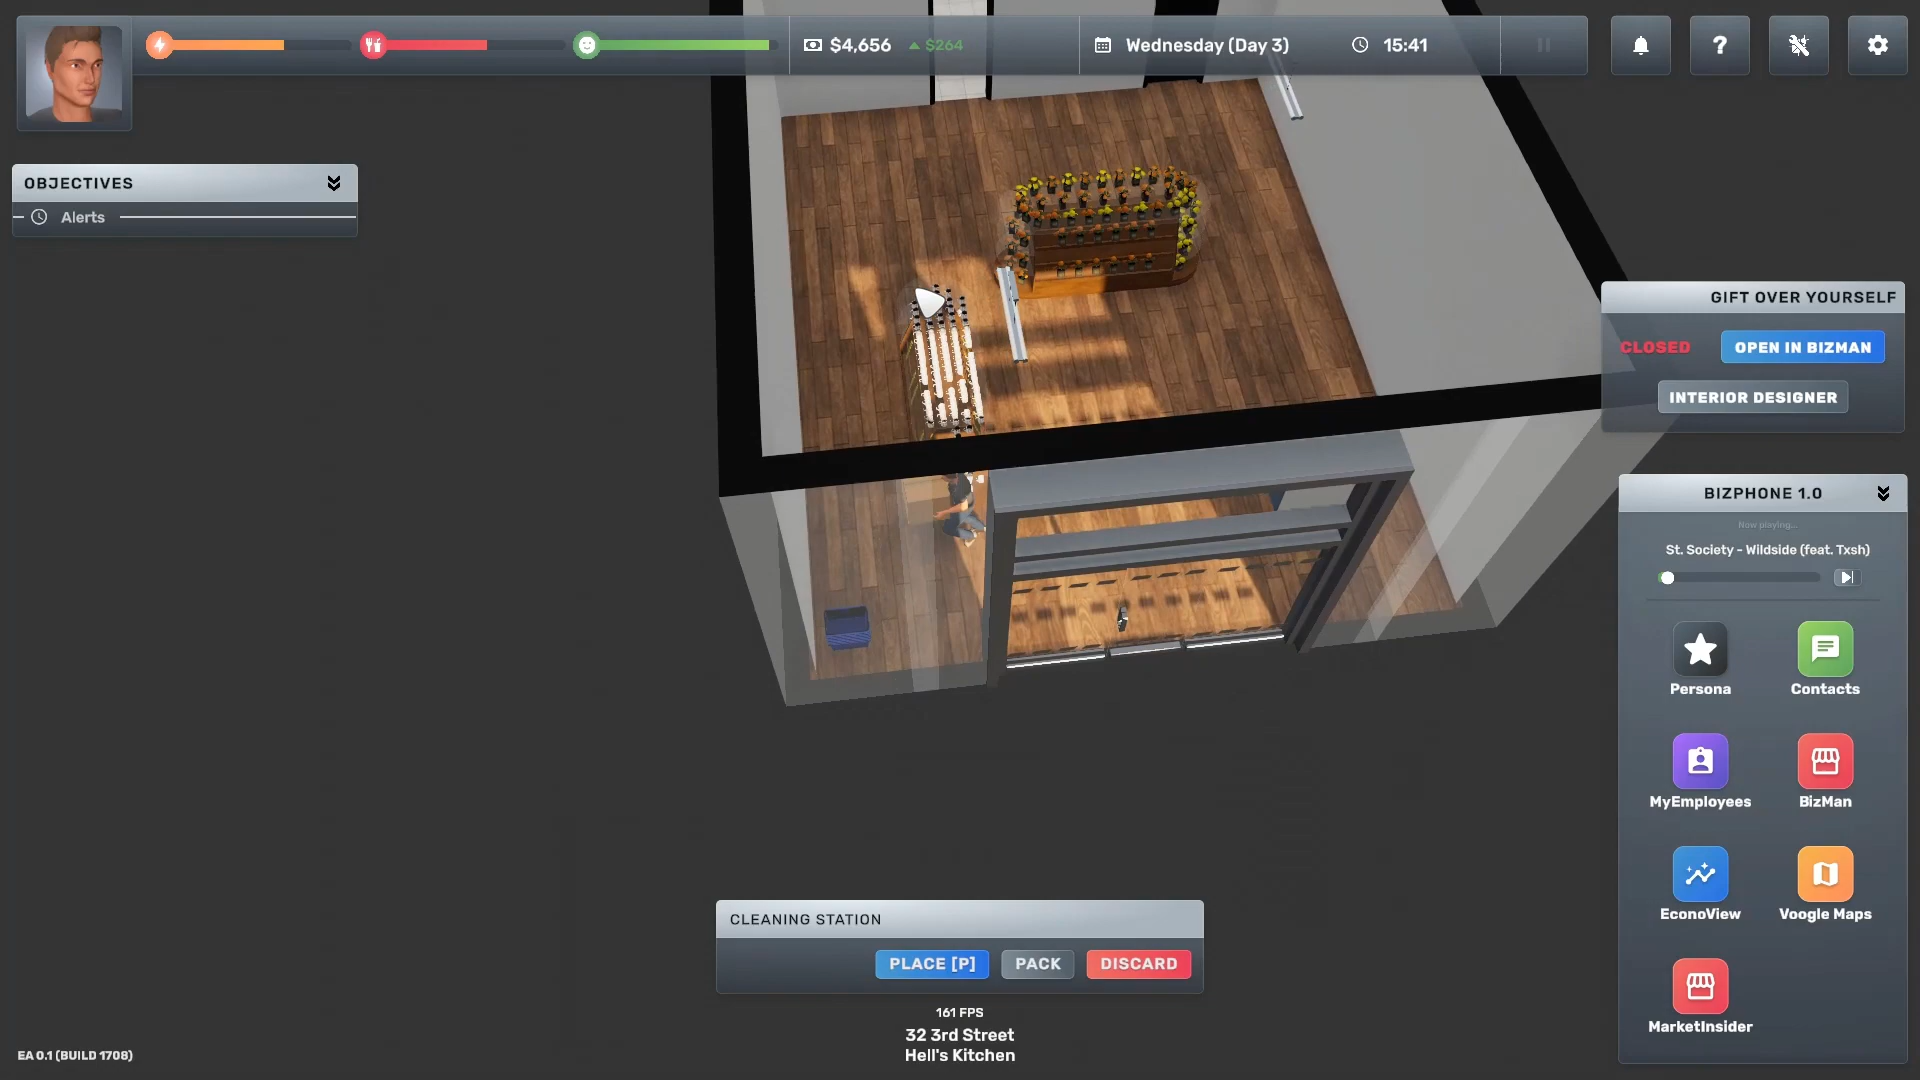 $4,656
$264
Wednesday (Day 3)
15:41
?
OBJECTIVES
Alerts
GIFT OVER YOURSELF
CLOSED
OPEN IN BIZMAN
INTERIOR DESIGNER
BIZPHONE 1.0
Now playing...
St. Society - Wildside (feat. Txsh)
Persona
Contacts
MyEmployees
BizMan
EconoView
Voogle Maps
MarketInsider
CLEANING STATION
PLACE [P]
PACK
DISCARD
161 FPS
32 3rd Street
Hell's Kitchen
EA 0.1 (BUILD 1708)